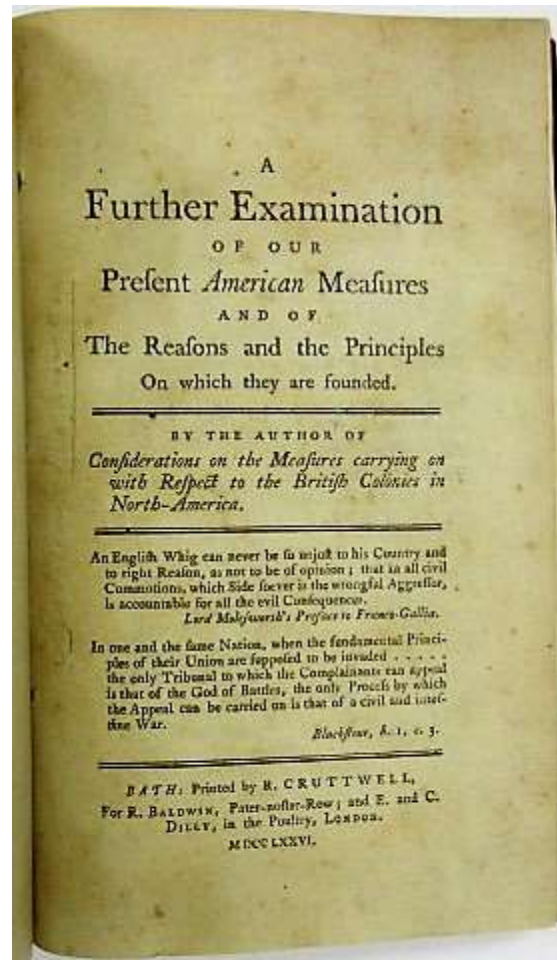 A
Further Examination
OF OUR
Preſent American Meaſures
AND OF
The Reaſons and the Principles
On which they are founded.
BY THE AUTHOR OF
Conſiderations on the Meaſures carrying on
with Reſpect to the Britiſh Colonies in
North-America.
An Engliſh Whig can never be ſo unjuſt to his Country and
to right Reaſon, as not to be of opinion; that in all civil
Commotions, which Side ſoever is the wrongful Aggreſſor,
is accountable for all the evil Conſequences.
Lord Moleſworth's Preface to Franco-Gallia.
In one and the ſame Nation, when the fundamental Princi-
ples of their Union are ſuppoſed to be invaded . . . . .
the only Tribunal to which the Complainants can appeal
is that of the God of Battles, the only Proceſs by which
the Appeal can be carried on is that of a civil and inteſ-
tine War.
Blackſtone, B. 1, c. 3.
BATH: Printed by R. CRUTTWELL,
For R. BALDWIN, Pater-noſter-Row; and E. and C.
DILLY, in the Poultry, LONDON.
MDCCLXXVI.